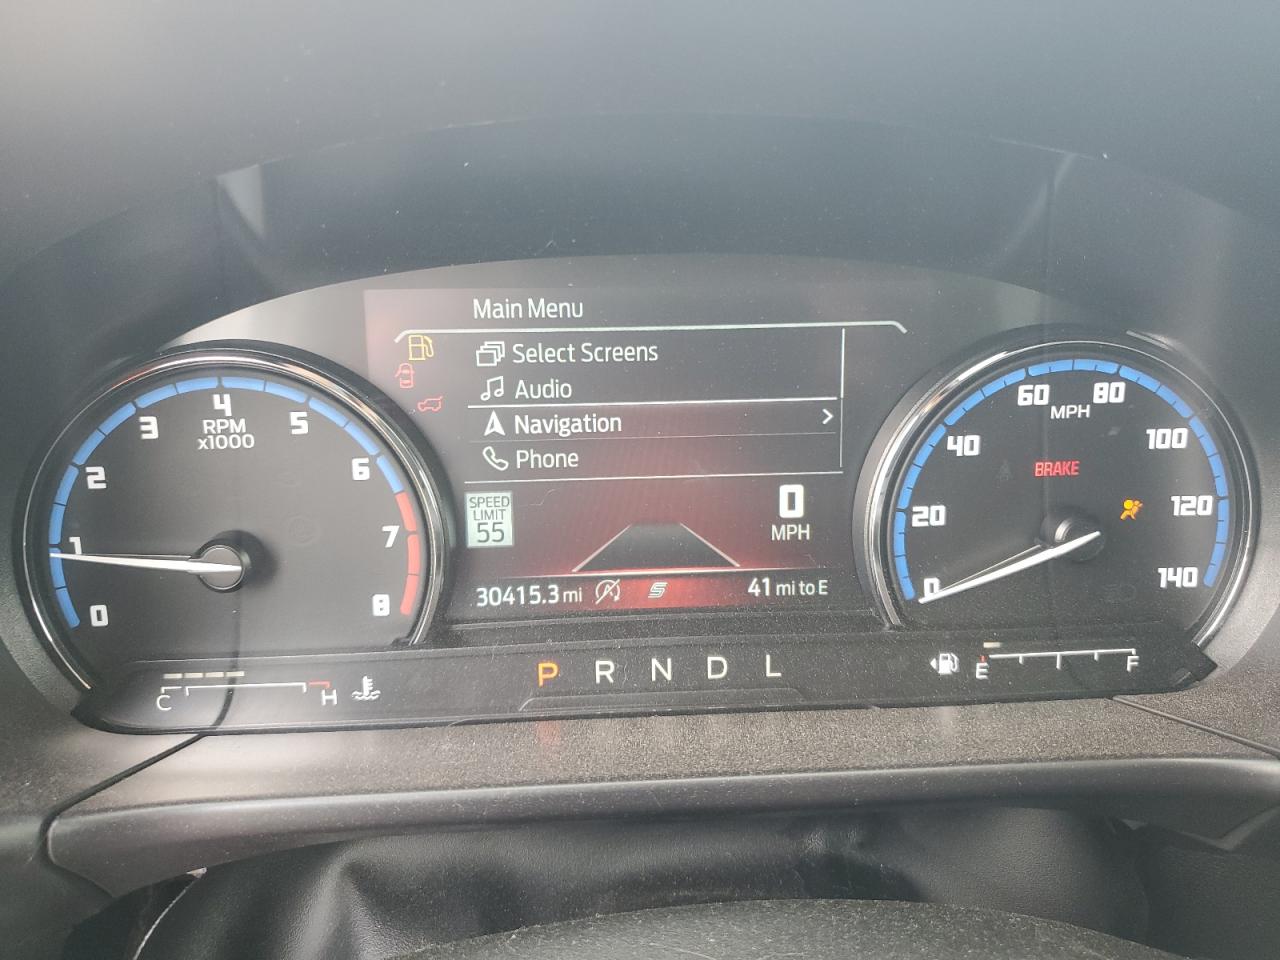 Main Menu
Select Screens
Audio
Navigation >
Phone
SPEED
LIMIT
55
0
MPH
30415.3 mi
A
S
41 mi to E
0
1
2
3
4
5
6
7
8
RPM
x1000
0
20
40
60
80
100
120
140
MPH
BRAKE
C
H
P R N D L
E
F